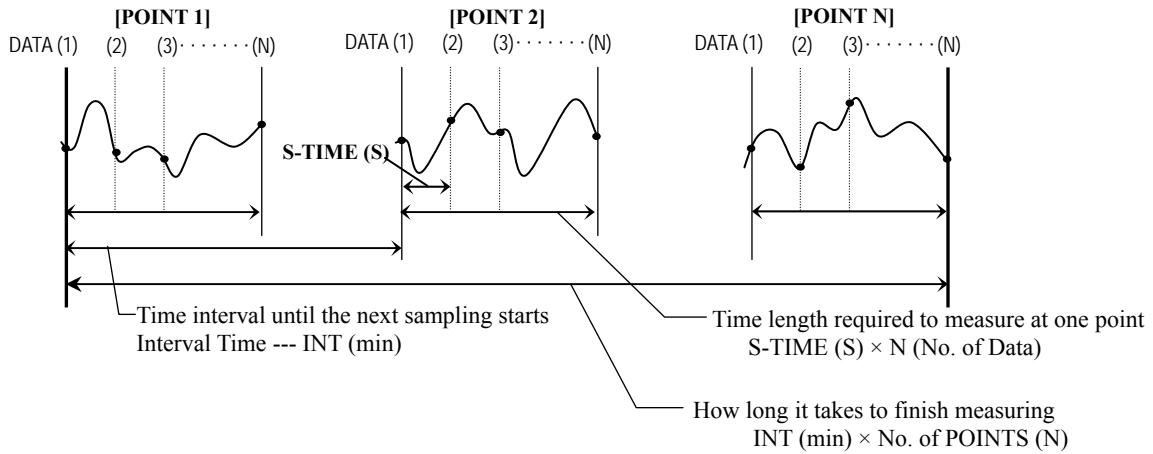 [POINT 1] [POINT 2] [POINT N]
DATA (1) (2) (3)········(N) DATA (1) (2) (3)·······(N) DATA (1) (2) (3)·······(N)
S-TIME (S)
Time interval until the next sampling starts
Interval Time --- INT (min)
Time length required to measure at one point
S-TIME (S) × N (No. of Data)
How long it takes to finish measuring
INT (min) × No. of POINTS (N)